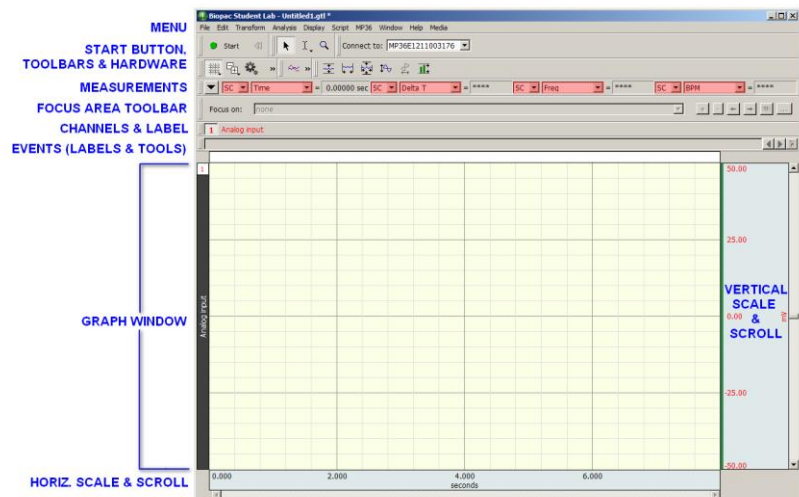 Biopac Student Lab - Untitled1.gtl *
MENU
File Edit Transform Analysis Display Script MP36 Window Help Media
START BUTTON,
TOOLBARS & HARDWARE
Start
Connect to: MP36E1211003176
MEASUREMENTS
SC Time = 0.00000 sec SC Delta T = **** SC Freq = **** SC BPM = ****
FOCUS AREA TOOLBAR
Focus on: none
CHANNELS & LABEL
1 Analog input
EVENTS (LABELS & TOOLS)
1
50.00
25.00
0.00
-25.00
-50.00
mV
VERTICAL
SCALE
&
SCROLL
Analog input
GRAPH WINDOW
HORIZ. SCALE & SCROLL
0.000 2.000 4.000 6.000
seconds